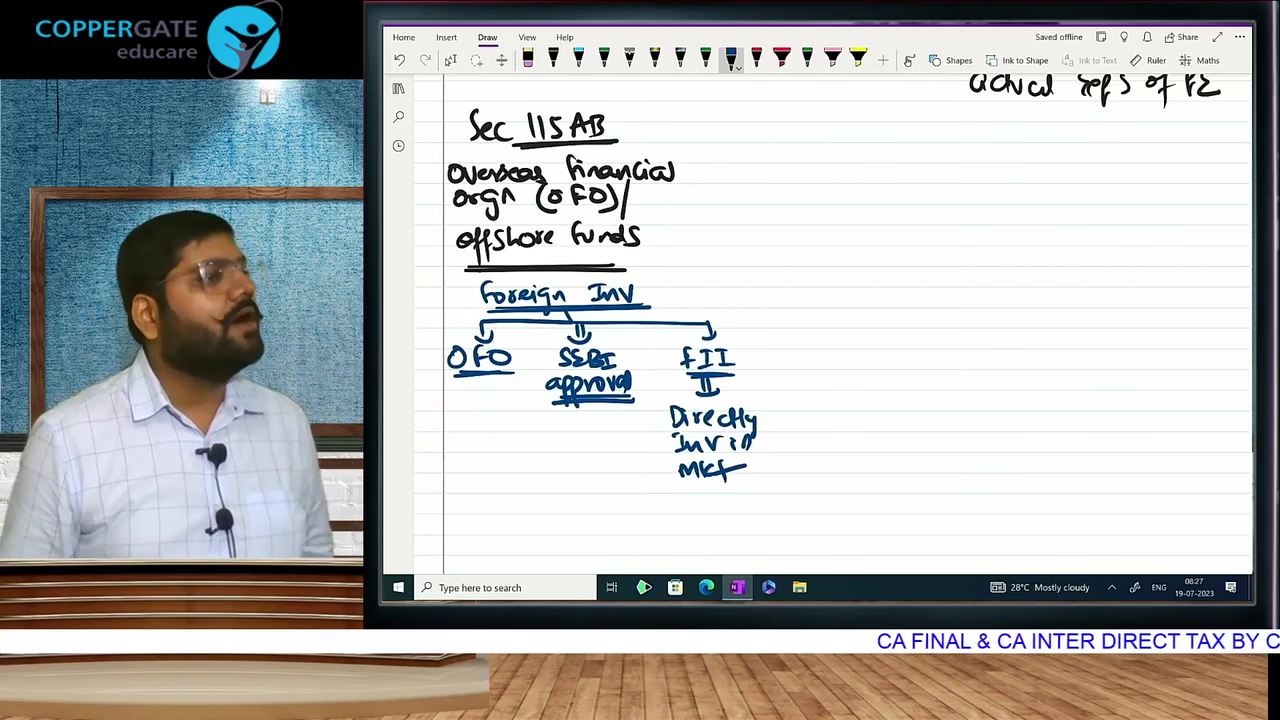 COPPERGATE
educare
Home Insert Draw View Help
Saved offline
Share
Shapes
Ink to Shape
Ink to Text
Ruler
Maths
of FE
Sec 115AB
overseas financial
orgn (OFO)/
offshore funds
Foreign Inv
OFO SEBI FII
approval
Directly
Inv in
Mkt
Type here to search
28°C Mostly cloudy
ENG
08:27
19-07-2023
CA FINAL & CA INTER DIRECT TAX BY C